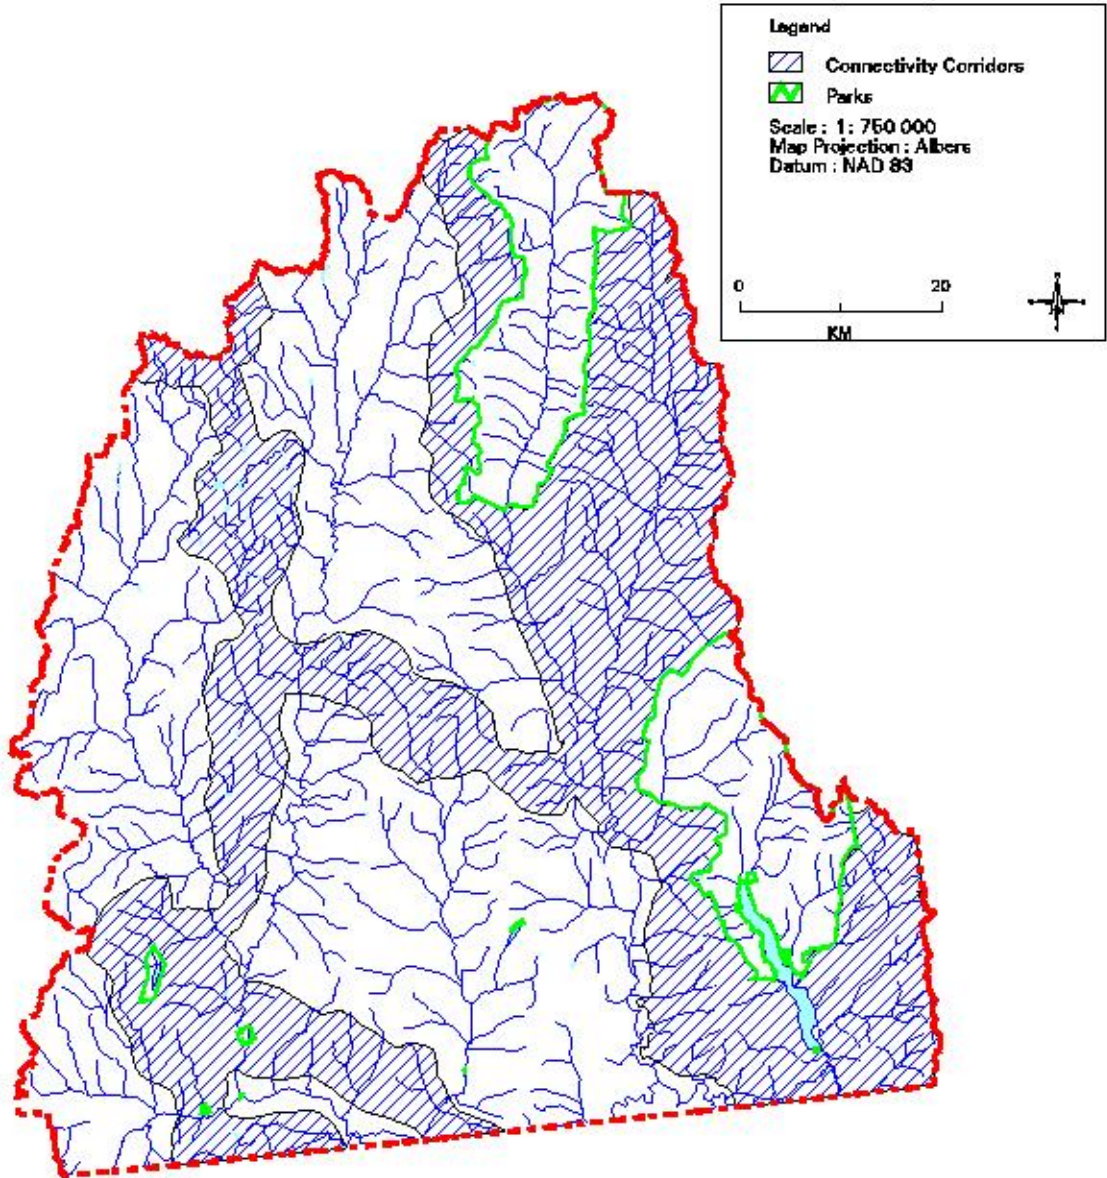 Legend
Connectivity Corridors
Parks
Scale : 1 : 750 000
Map Projection : Albers
Datum : NAD 83
0 20
KM